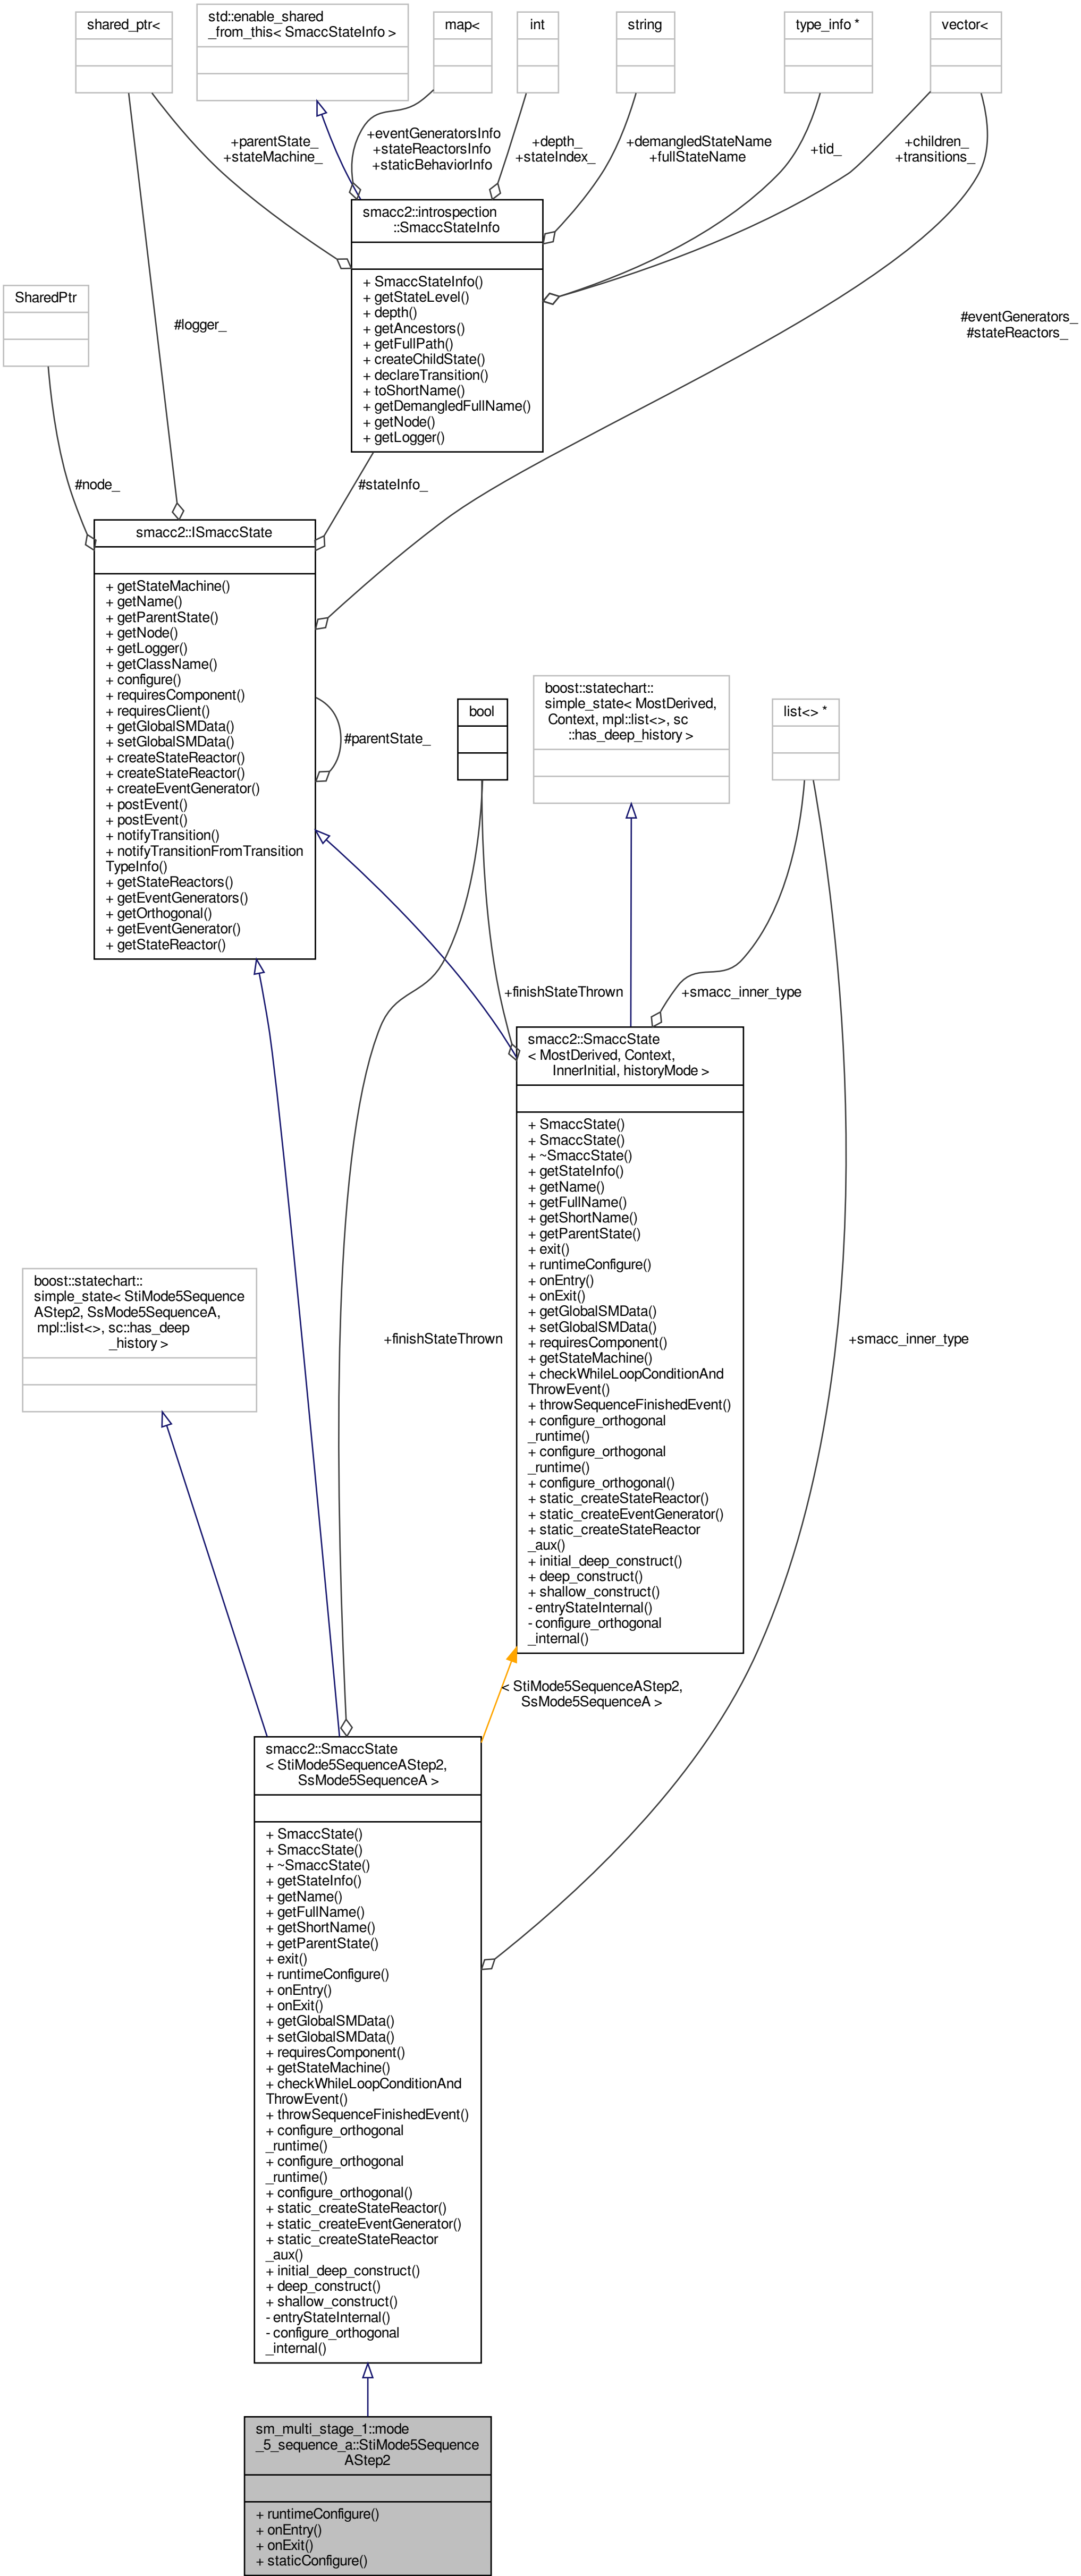 shared_ptr<
std::enable_shared
_from_this< SmaccStateInfo >
map<
int
string
type_info *
vector<
+parentState_
+stateMachine_
+eventGeneratorsInfo
+stateReactorsInfo
+staticBehaviorInfo
+depth_
+stateIndex_
+demangledStateName
+fullStateName
+tid_
+children_
+transitions_
smacc2::introspection
::SmaccStateInfo
+ SmaccStateInfo()
+ getStateLevel()
+ depth()
+ getAncestors()
+ getFullPath()
+ createChildState()
+ declareTransition()
+ toShortName()
+ getDemangledFullName()
+ getNode()
+ getLogger()
SharedPtr
#logger_
#eventGenerators_
#stateReactors_
#node_
#stateInfo_
smacc2::ISmaccState
+ getStateMachine()
+ getName()
+ getParentState()
+ getNode()
+ getLogger()
+ getClassName()
+ configure()
+ requiresComponent()
+ requiresClient()
+ getGlobalSMData()
+ setGlobalSMData()
+ createStateReactor()
+ createStateReactor()
+ createEventGenerator()
+ postEvent()
+ postEvent()
+ notifyTransition()
+ notifyTransitionFromTransition
TypeInfo()
+ getStateReactors()
+ getEventGenerators()
+ getOrthogonal()
+ getEventGenerator()
+ getStateReactor()
#parentState_
bool
boost::statechart::
simple_state< MostDerived,
Context, mpl::list<>, sc
::has_deep_history >
list<> *
+finishStateThrown
+smacc_inner_type
smacc2::SmaccState
< MostDerived, Context,
InnerInitial, historyMode >
+ SmaccState()
+ SmaccState()
+ ~SmaccState()
+ getStateInfo()
+ getName()
+ getFullName()
+ getShortName()
+ getParentState()
+ exit()
+ runtimeConfigure()
+ onEntry()
+ onExit()
+ getGlobalSMData()
+ setGlobalSMData()
+ requiresComponent()
+ getStateMachine()
+ checkWhileLoopConditionAnd
ThrowEvent()
+ throwSequenceFinishedEvent()
+ configure_orthogonal
_runtime()
+ configure_orthogonal
_runtime()
+ configure_orthogonal()
+ static_createStateReactor()
+ static_createEventGenerator()
+ static_createStateReactor
_aux()
+ initial_deep_construct()
+ deep_construct()
+ shallow_construct()
- entryStateInternal()
- configure_orthogonal
_internal()
boost::statechart::
simple_state< StiMode5Sequence
AStep2, SsMode5SequenceA,
mpl::list<>, sc::has_deep
_history >
+finishStateThrown
+smacc_inner_type
< StiMode5SequenceAStep2,
SsMode5SequenceA >
smacc2::SmaccState
< StiMode5SequenceAStep2,
SsMode5SequenceA >
+ SmaccState()
+ SmaccState()
+ ~SmaccState()
+ getStateInfo()
+ getName()
+ getFullName()
+ getShortName()
+ getParentState()
+ exit()
+ runtimeConfigure()
+ onEntry()
+ onExit()
+ getGlobalSMData()
+ setGlobalSMData()
+ requiresComponent()
+ getStateMachine()
+ checkWhileLoopConditionAnd
ThrowEvent()
+ throwSequenceFinishedEvent()
+ configure_orthogonal
_runtime()
+ configure_orthogonal
_runtime()
+ configure_orthogonal()
+ static_createStateReactor()
+ static_createEventGenerator()
+ static_createStateReactor
_aux()
+ initial_deep_construct()
+ deep_construct()
+ shallow_construct()
- entryStateInternal()
- configure_orthogonal
_internal()
sm_multi_stage_1::mode
_5_sequence_a::StiMode5Sequence
AStep2
+ runtimeConfigure()
+ onEntry()
+ onExit()
+ staticConfigure()